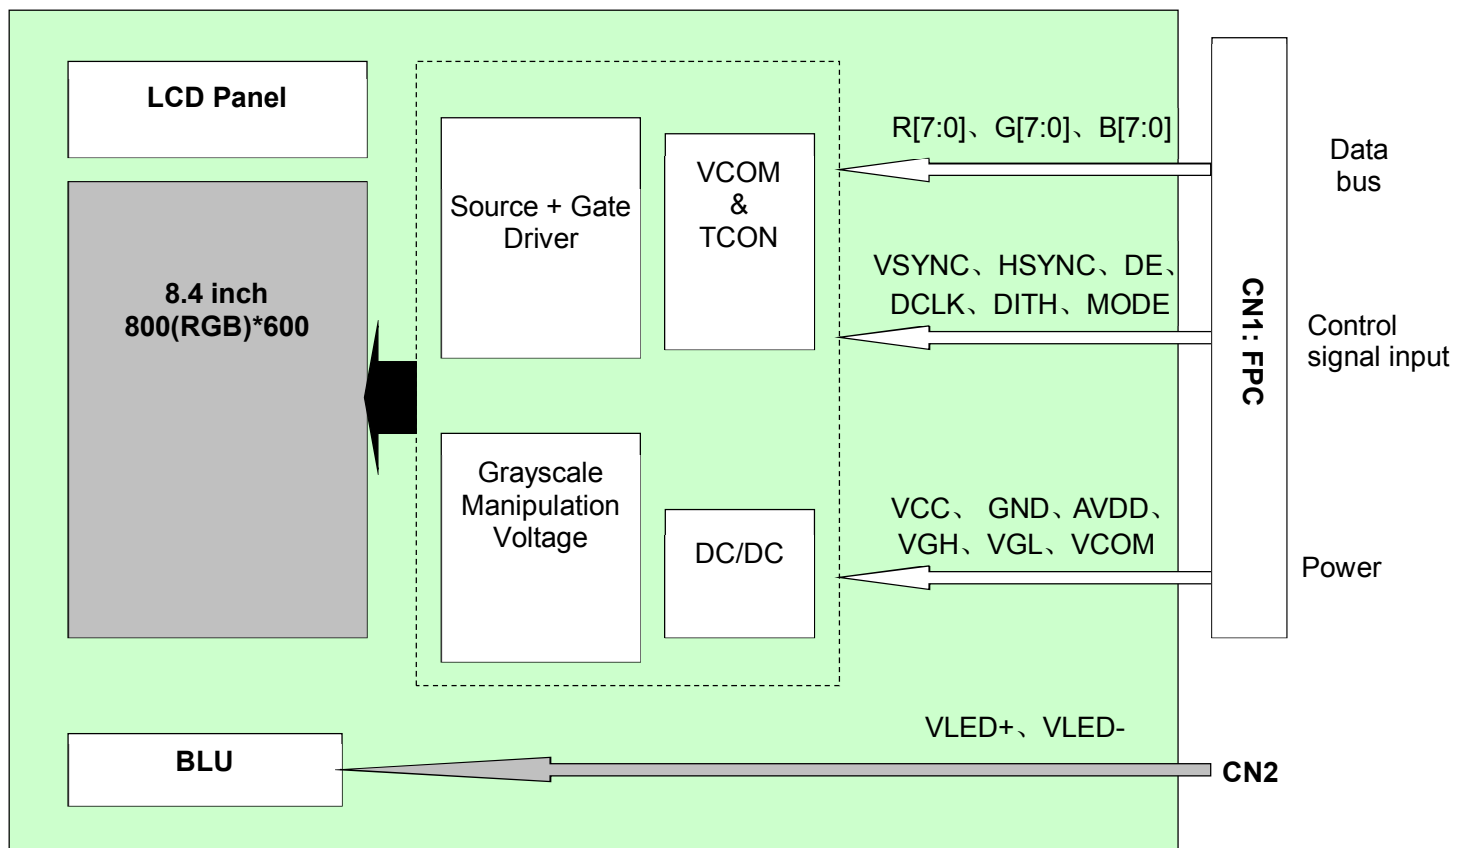 LCD Panel
8.4 inch
800(RGB)*600
Source + Gate
Driver
VCOM
&
TCON
Grayscale
Manipulation
Voltage
DC/DC
R[7:0]、G[7:0]、B[7:0]
VSYNC、HSYNC、DE、
DCLK、DITH、MODE
VCC、 GND、AVDD、
VGH、VGL、VCOM
CN1: FPC
Data
bus
Control
signal input
Power
BLU
VLED+、VLED-
CN2